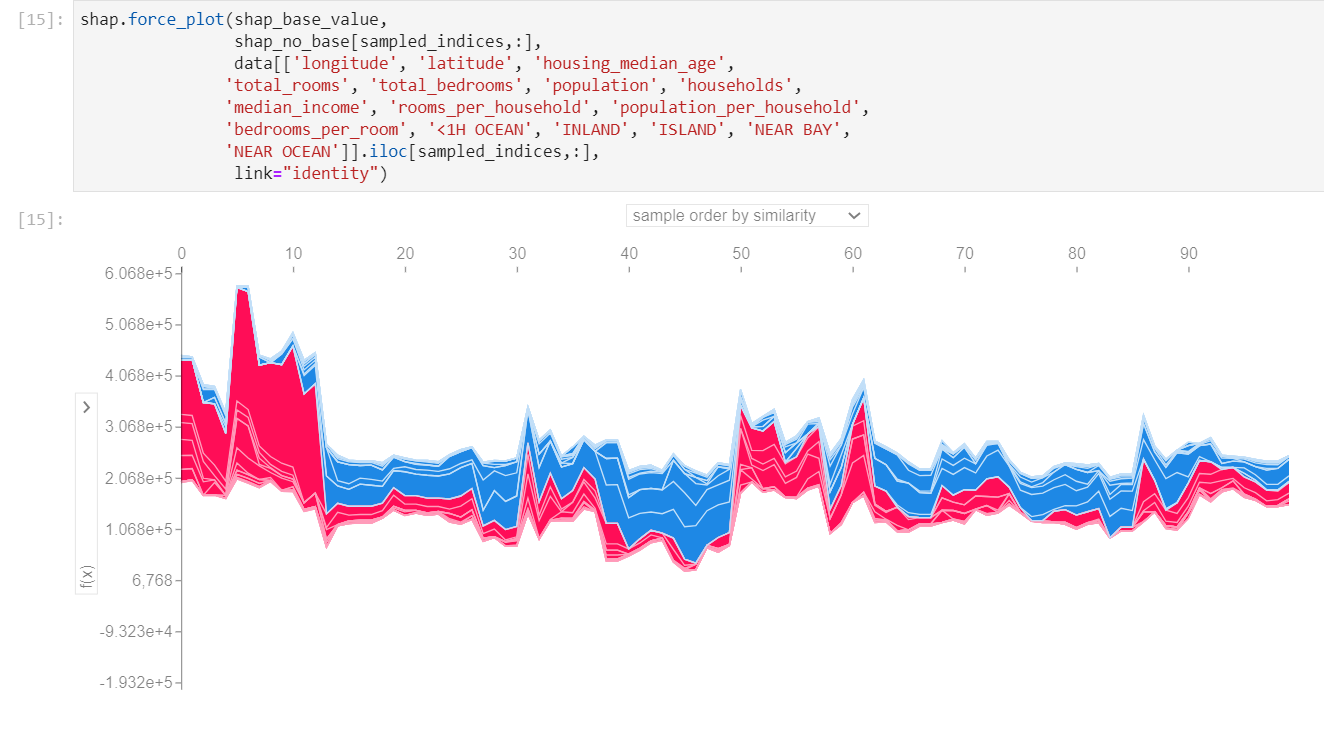 [15]: shap.force_plot(shap_base_value,
shap_no_base[sampled_indices,:],
data[['longitude', 'latitude', 'housing_median_age',
'total_rooms', 'total_bedrooms', 'population', 'households',
'median_income', 'rooms_per_household', 'population_per_household',
'bedrooms_per_room', '<1H OCEAN', 'INLAND', 'ISLAND', 'NEAR BAY',
'NEAR OCEAN']].iloc[sampled_indices,:],
link="identity")
[15]:
sample order by similarity
0 10 20 30 40 50 60 70 80 90
6.068e+5
5.068e+5
4.068e+5
3.068e+5
2.068e+5
1.068e+5
6,768
-9.323e+4
-1.932e+5
f(x)